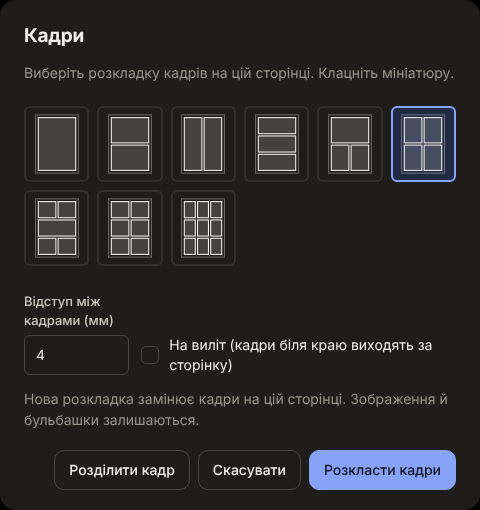 Кадри
Виберіть розкладку кадрів на цій сторінці. Клацніть мініатюру.
Відступ між
кадрами (мм)
4
На виліт (кадри біля краю виходять за
сторінку)
Нова розкладка замінює кадри на цій сторінці. Зображення й
бульбашки залишаються.
Розділити кадр
Скасувати
Розкласти кадри